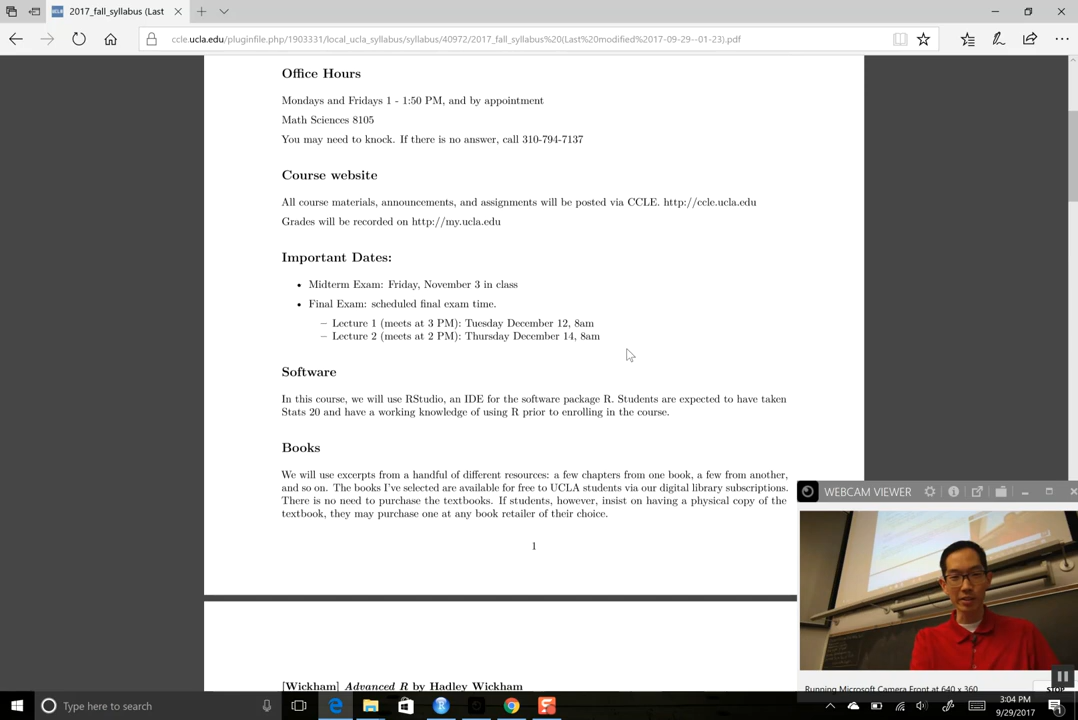 2017_fall_syllabus (Last
ccle.ucla.edu/pluginfile.php/1903331/local_ucla_syllabus/syllabus/40972/2017_fall_syllabus%20(Last%20modified%2017-09-29--01-23).pdf
Office Hours
Mondays and Fridays 1 - 1:50 PM, and by appointment
Math Sciences 8105
You may need to knock. If there is no answer, call 310-794-7137
Course website
All course materials, announcements, and assignments will be posted via CCLE. http://ccle.ucla.edu
Grades will be recorded on http://my.ucla.edu
Important Dates:
• Midterm Exam: Friday, November 3 in class
• Final Exam: scheduled final exam time.
– Lecture 1 (meets at 3 PM): Tuesday December 12, 8am
– Lecture 2 (meets at 2 PM): Thursday December 14, 8am
Software
In this course, we will use RStudio, an IDE for the software package R. Students are expected to have taken
Stats 20 and have a working knowledge of using R prior to enrolling in the course.
Books
We will use excerpts from a handful of different resources: a few chapters from one book, a few from another,
and so on. The books I've selected are available for free to UCLA students via our digital library subscriptions.
There is no need to purchase the textbooks. If students, however, insist on having a physical copy of the
textbook, they may purchase one at any book retailer of their choice.
1
[Wickham] Advanced R by Hadley Wickham
WEBCAM VIEWER
Running Microsoft Camera Front at 640 x 360
STOP
Type here to search
3:04 PM
9/29/2017